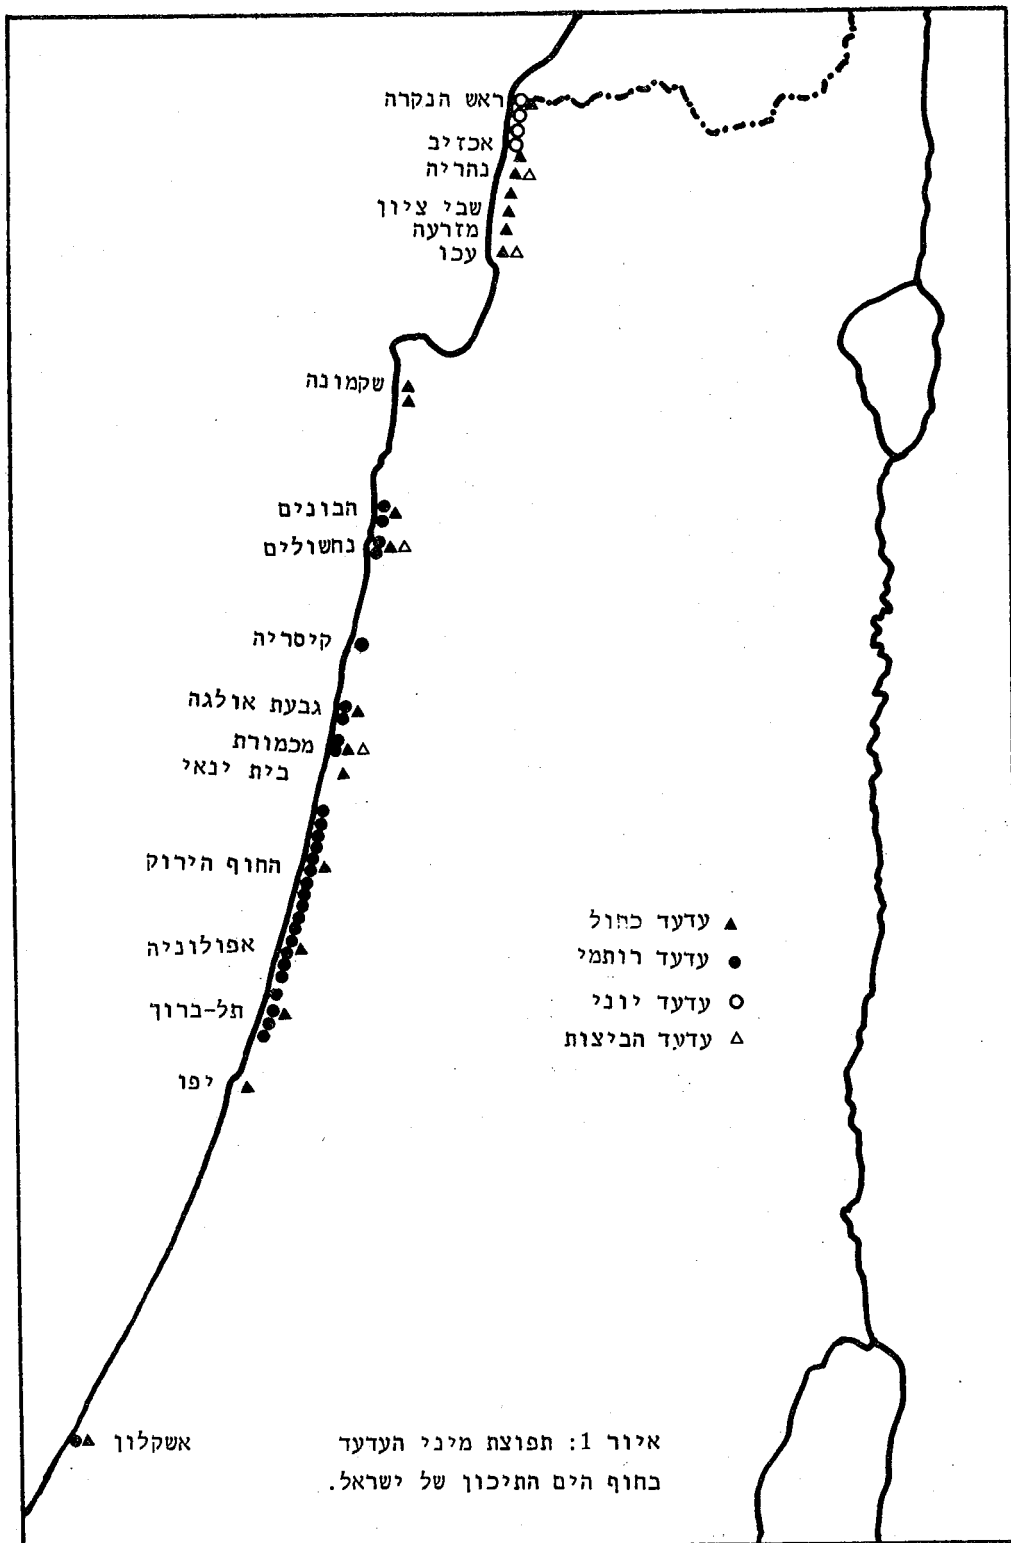 ראש הנקרה
אכזיב
נהריה
שבי ציון
מזרעה
עכו
שקמונה
הבונים
נחשולים
קיסריה
גבעת אולגה
מכמורת
בית ינאי
החוף הירוק
אפולוניה
תל-ברוך
יפו
אשקלון
עדעד כחול
עדעד רותמי
עדעד יוני
עדעד הביצות
איור 1: תפוצת מיני העדעד
בחוף הים התיכון של ישראל.